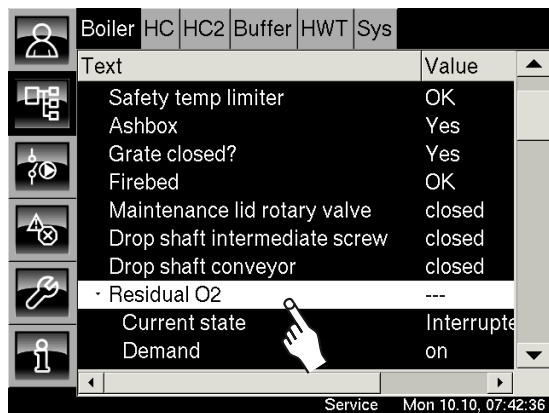 Boiler HC HC2 Buffer HWT Sys
Text Value
Safety temp limiter OK
Ashbox Yes
Grate closed? Yes
Firebed OK
Maintenance lid rotary valve closed
Drop shaft intermediate screw closed
Drop shaft conveyor closed
- Residual O2 ---
Current state Interrupte
Demand on
Service Mon 10.10, 07:42:36